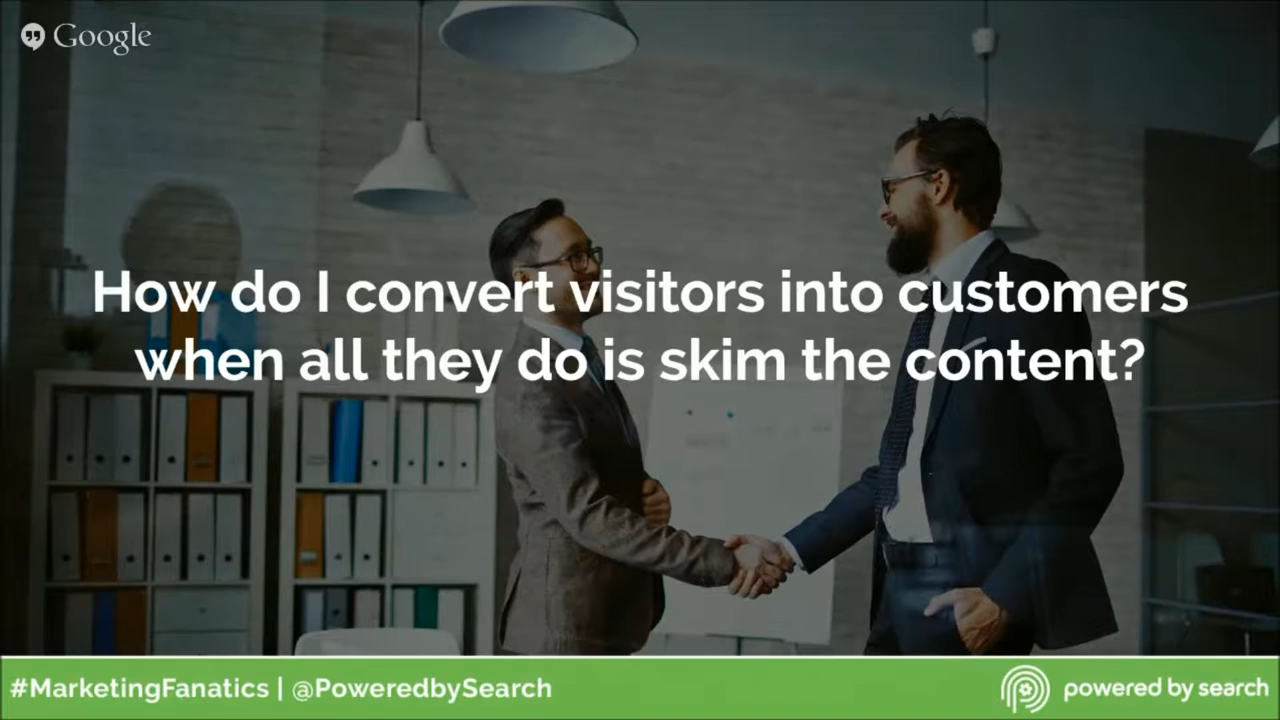 Google
How do I convert visitors into customers
when all they do is skim the content?
#MarketingFanatics | @PoweredbySearch
powered by search